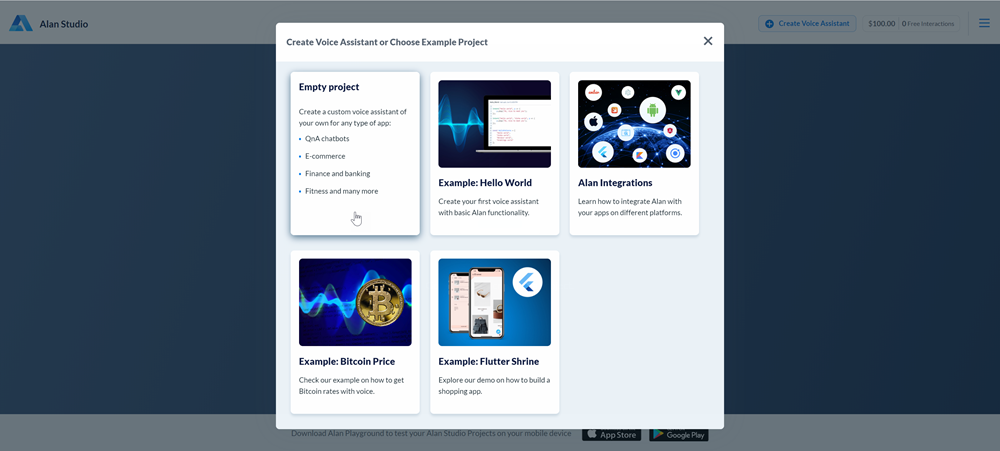 Alan Studio
Create Voice Assistant
$100.00
0 Free Interactions
Create Voice Assistant or Choose Example Project
Empty project
Create a custom voice assistant of
your own for any type of app:
• QnA chatbots
• E-commerce
• Finance and banking
• Fitness and many more
Example: Hello World
Create your first voice assistant
with basic Alan functionality.
Alan Integrations
Learn how to integrate Alan with
your apps on different platforms.
Example: Bitcoin Price
Check our example on how to get
Bitcoin rates with voice.
Example: Flutter Shrine
Explore our demo on how to build a
shopping app.
Download Alan Playground to test your Alan Studio Projects on your mobile device
App Store
Google Play